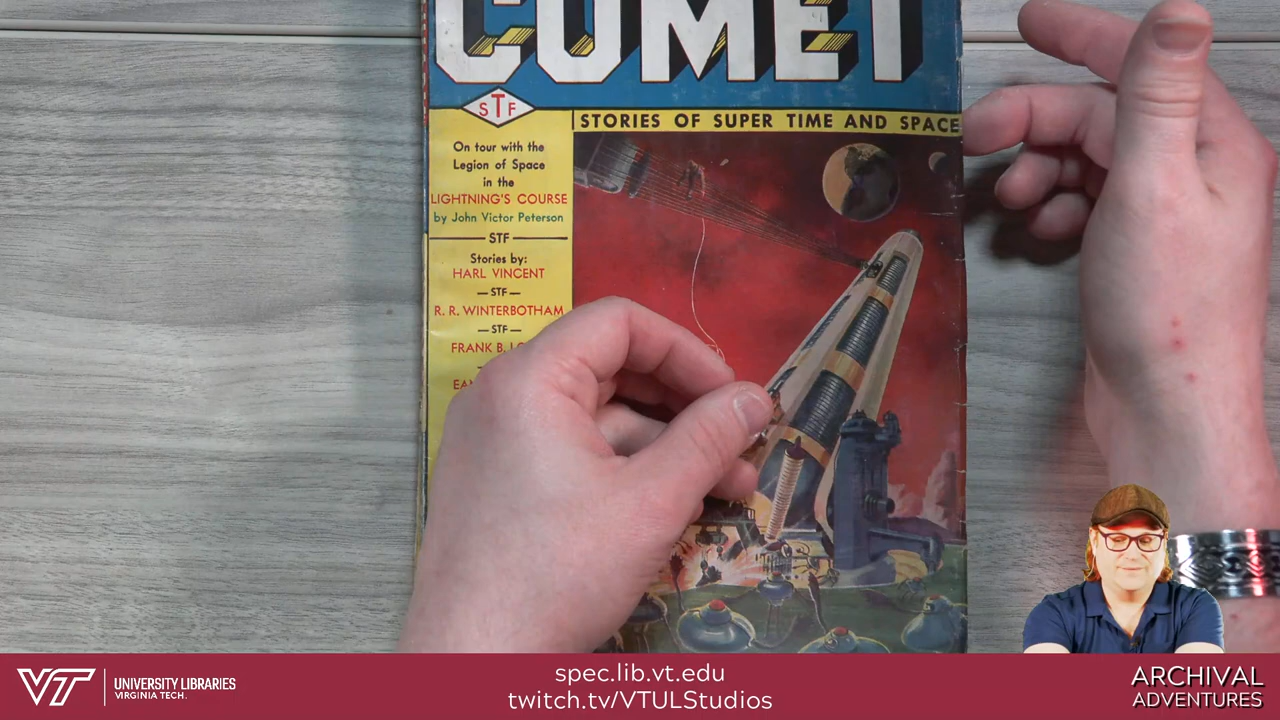 COMET
STF
STORIES OF SUPER TIME AND SPACE
On tour with the
Legion of Space
in the
LIGHTNING'S COURSE
by John Victor Peterson
STF
Stories by:
HARL VINCENT
STF
R. R. WINTERBOTHAM
STF
FRANK B.
VT
UNIVERSITY LIBRARIES
VIRGINIA TECH.
spec.lib.vt.edu
twitch.tv/VTULStudios
ARCHIVAL
ADVENTURES